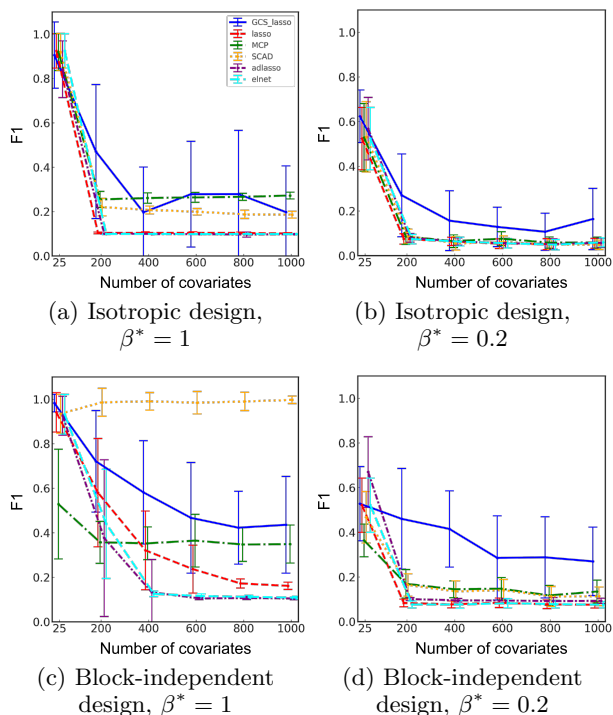 1.0
0.8
0.6
0.4
0.2
0.0
F1
GCS_lasso
lasso
MCP
SCAD
adlasso
elnet
25 200 400 600 800 1000
Number of covariates
(a) Isotropic design,
β* = 1
1.0
0.8
0.6
0.4
0.2
0.0
F1
25 200 400 600 800 1000
Number of covariates
(b) Isotropic design,
β* = 0.2
1.0
0.8
0.6
0.4
0.2
0.0
F1
25 200 400 600 800 1000
Number of covariates
(c) Block-independent
design, β* = 1
1.0
0.8
0.6
0.4
0.2
0.0
F1
25 200 400 600 800 1000
Number of covariates
(d) Block-independent
design, β* = 0.2